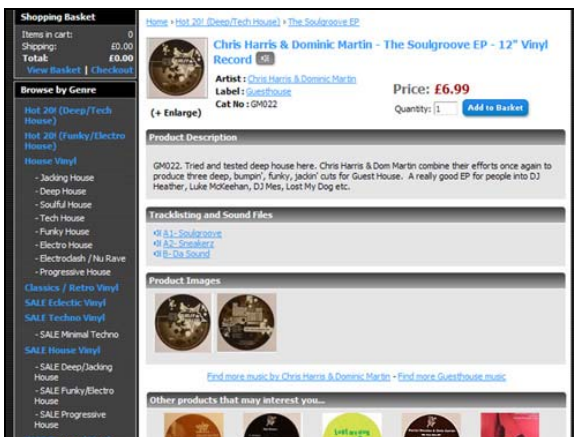 Shopping Basket
Items in cart: 0
Shipping: £0.00
Total: £0.00
View Basket | Checkout
Browse by Genre
Hot 20! (Deep/Tech
House)
Hot 20! (Funky/Electro
House)
House Vinyl
- Jacking House
- Deep House
- Soulful House
- Tech House
- Funky House
- Electro House
- Electroclash / Nu Rave
- Progressive House
Classics / Retro Vinyl
SALE Eclectic Vinyl
SALE Techno Vinyl
- SALE Minimal Techno
SALE House Vinyl
- SALE Deep/Jacking
House
- SALE Funky/Electro
House
- SALE Progressive
House
Home › Hot 20! (Deep/Tech House) › The Soulgroove EP
Chris Harris & Dominic Martin - The Soulgroove EP - 12" Vinyl
Record
Artist : Chris Harris & Dominic Martin
Label : Guesthouse
Cat No : GM022
(+ Enlarge)
Price: £6.99
Quantity: 1 Add to Basket
Product Description
GM022. Tried and tested deep house here. Chris Harris & Dom Martin combine their efforts once again to
produce three deep, bumpin', funky, jackin' cuts for Guest House. A really good EP for people into DJ
Heather, Luke McKeehan, DJ Mes, Lost My Dog etc.
Tracklisting and Sound Files
A1- Soulgroove
A2- Sneakerz
B- Da Sound
Product Images
Find more music by Chris Harris & Dominic Martin - Find more Guesthouse music
Other products that may interest you...
Lost my dog